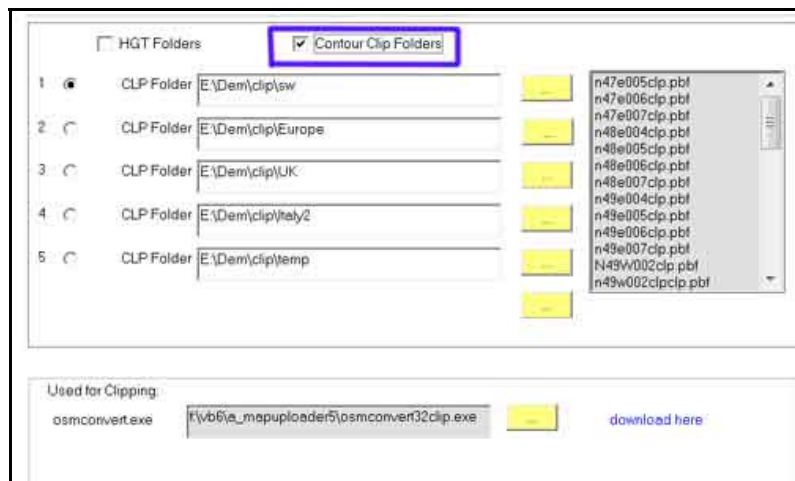 HGT Folders
Contour Clip Folders
1 CLP Folder E:\Dem\clip\sw ...
2 CLP Folder E:\Dem\clip\Europe ...
3 CLP Folder E:\Dem\clip\UK ...
4 CLP Folder E:\Dem\clip\Italy2 ...
5 CLP Folder E:\Dem\clip\temp ...
...
n47e005clp.pbf
n47e006clp.pbf
n47e007clp.pbf
n48e004clp.pbf
n48e005clp.pbf
n48e006clp.pbf
n48e007clp.pbf
n49e004clp.pbf
n49e005clp.pbf
n49e006clp.pbf
n49e007clp.pbf
N49W002clp.pbf
n49w002clpclp.pbf
Used for Clipping:
osmconvert.exe f:\vb6\a_mapuploader5\osmconvert32clip.exe ... download here